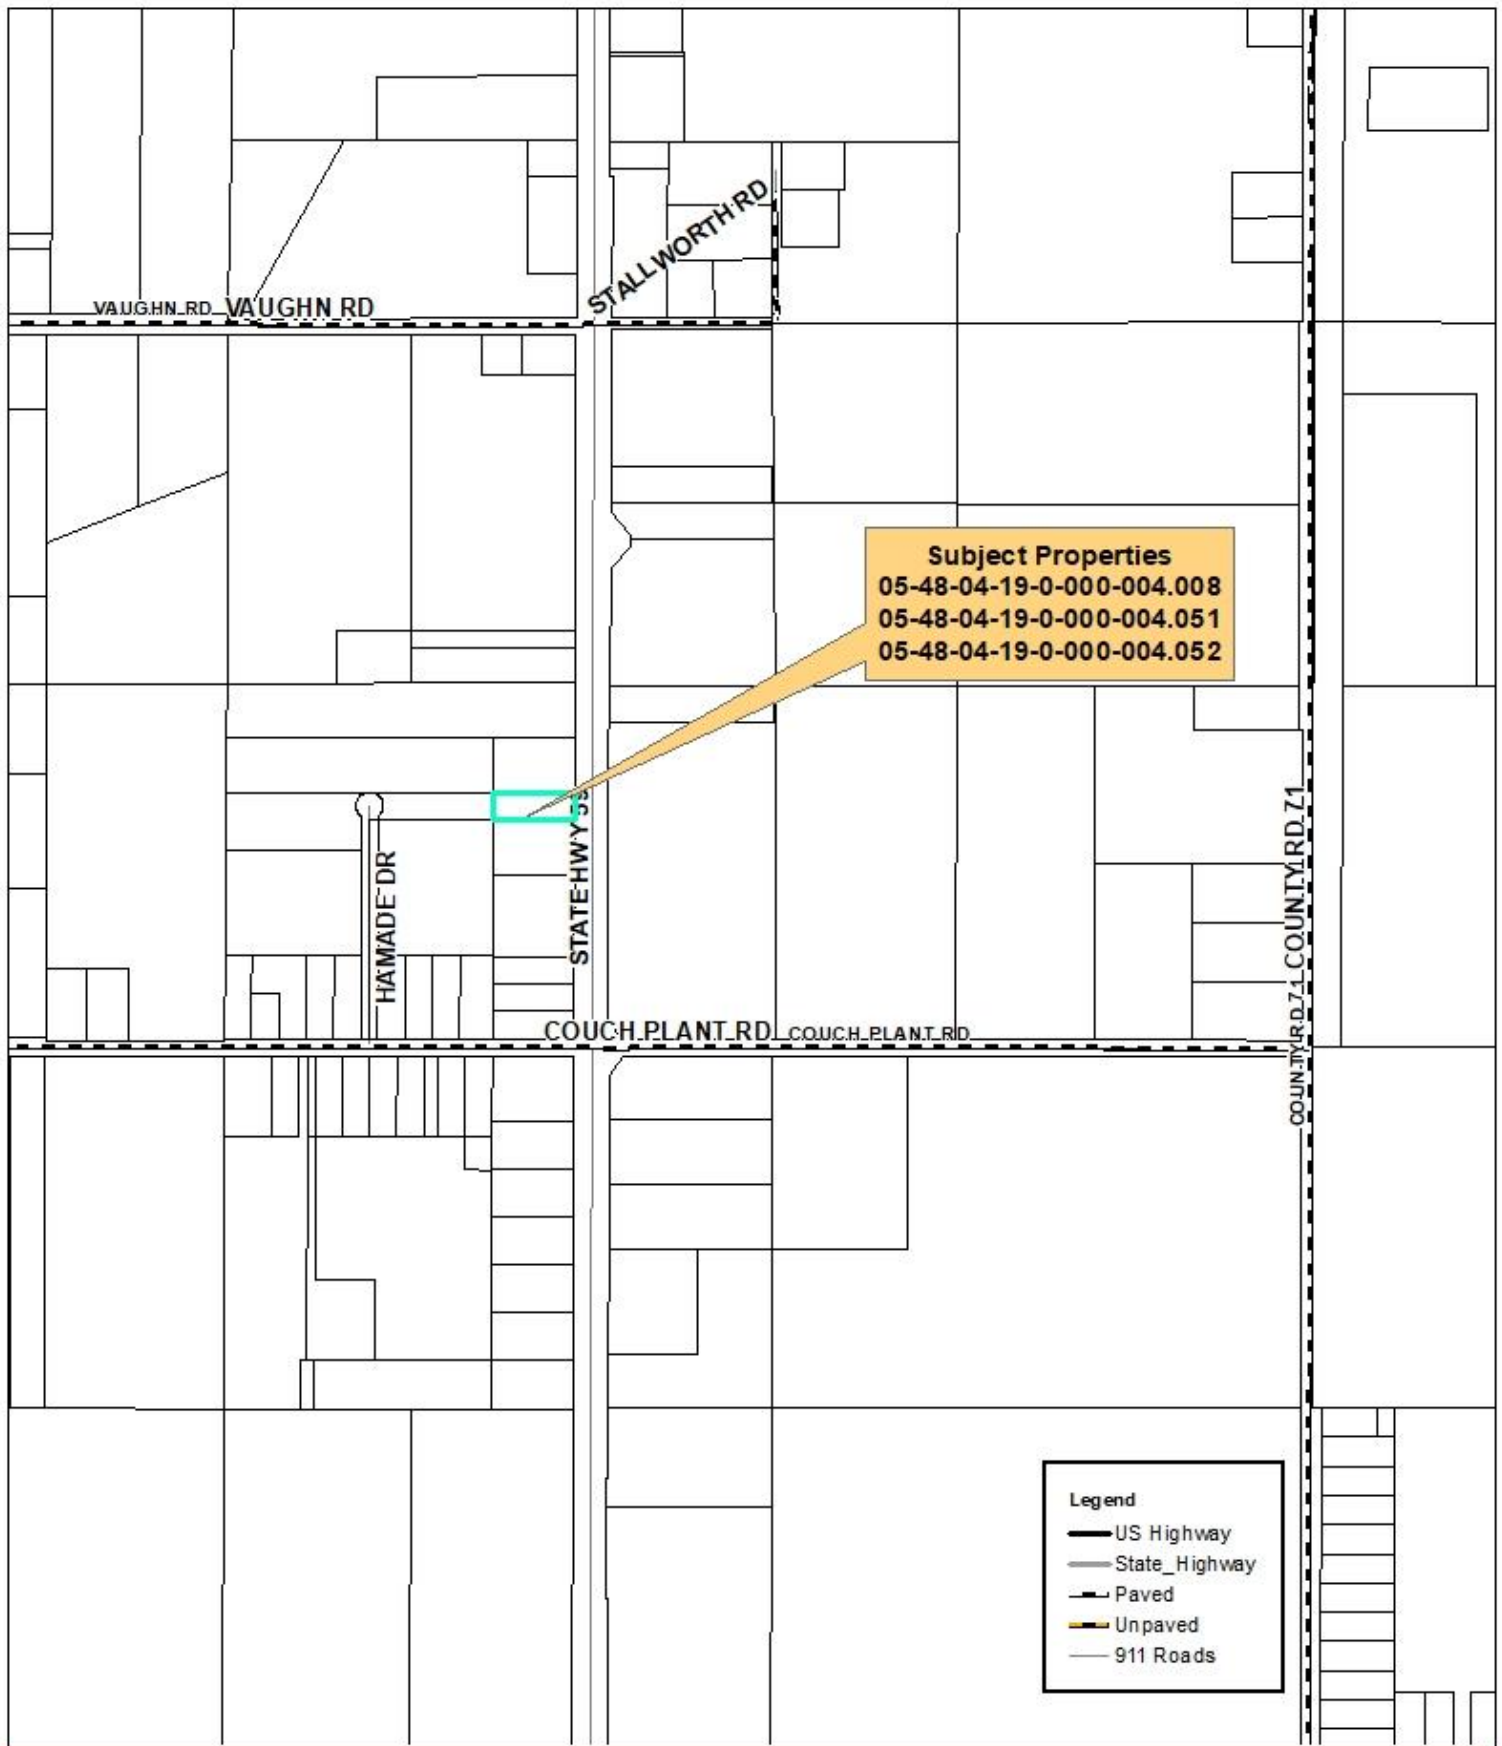 STALLWORTH RD
VAUGHN RD VAUGHN RD
Subject Properties
05-48-04-19-0-000-004.008
05-48-04-19-0-000-004.051
05-48-04-19-0-000-004.052
HAMADE DR
STATE HWY 59
COUNTY RD 71
COUNTY RD 71
COUCH PLANT RD COUCH PLANT RD
Legend
US Highway
State_Highway
Paved
Unpaved
911 Roads